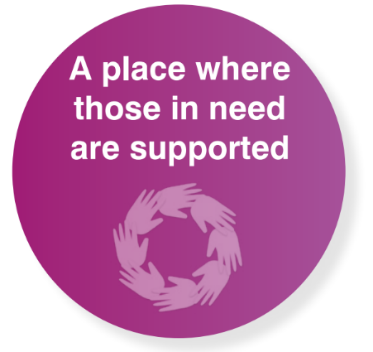 A place where
those in need
are supported